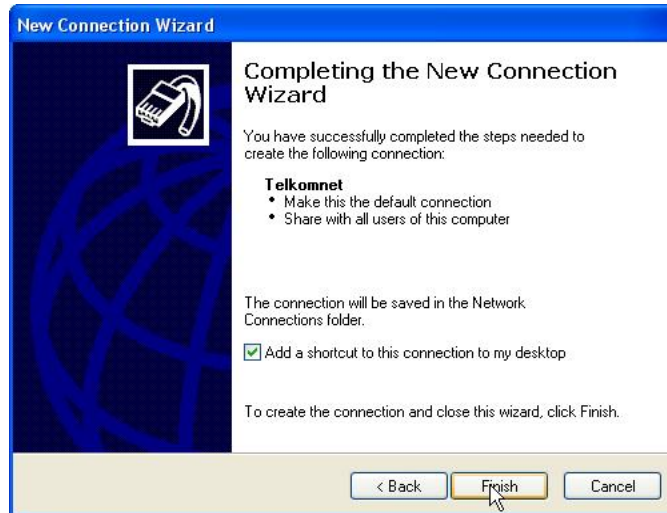 New Connection Wizard
Completing the New Connection
Wizard
You have successfully completed the steps needed to
create the following connection:
Telkomnet
• Make this the default connection
• Share with all users of this computer
The connection will be saved in the Network
Connections folder.
Add a shortcut to this connection to my desktop
To create the connection and close this wizard, click Finish.
< Back Finish Cancel